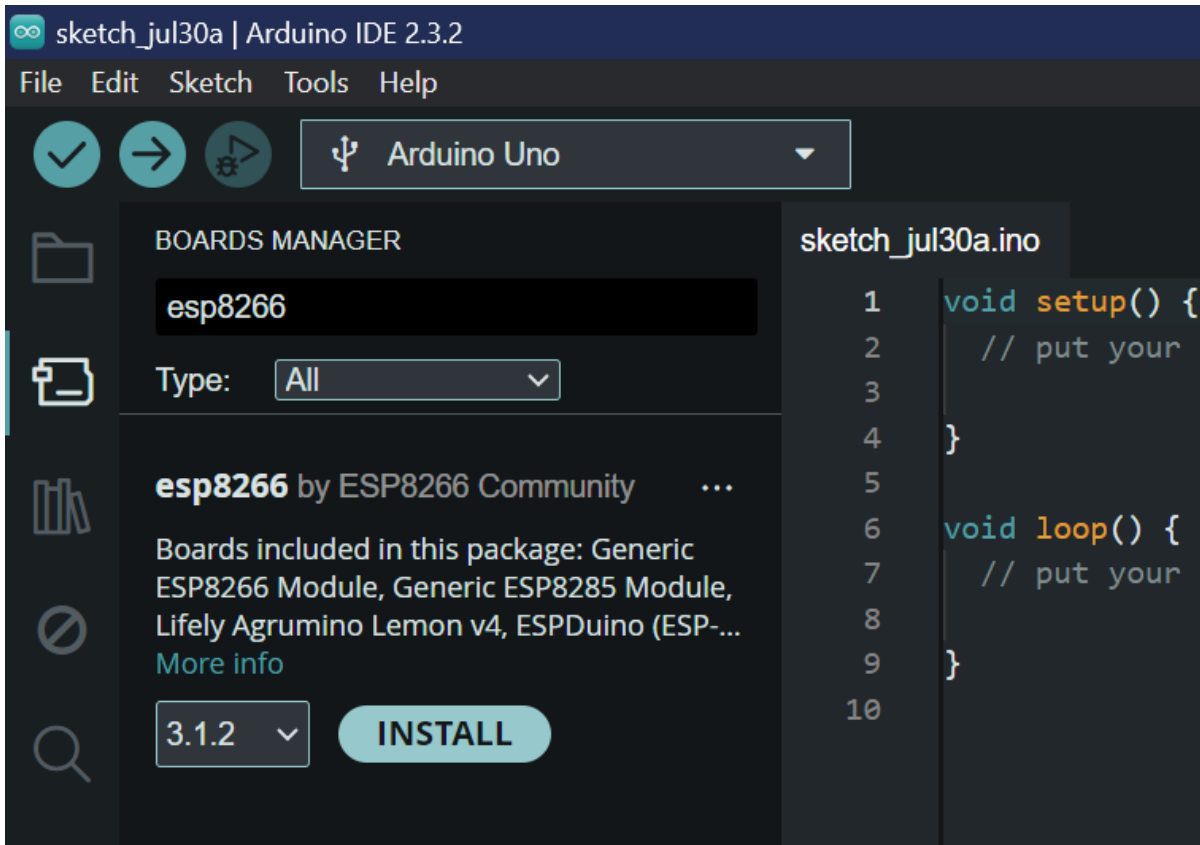 sketch_jul30a | Arduino IDE 2.3.2
File Edit Sketch Tools Help
Arduino Uno
BOARDS MANAGER
esp8266
Type: All
esp8266 by ESP8266 Community ...
Boards included in this package: Generic
ESP8266 Module, Generic ESP8285 Module,
Lifely Agrumino Lemon v4, ESPDuino (ESP-...
More info
3.1.2 INSTALL
sketch_jul30a.ino
1 void setup() {
2 // put your
3
4 }
5
6 void loop() {
7 // put your
8
9 }
10